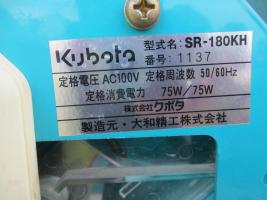 Kubota 型式名: SR-180KH
番号: 1137
定格電圧 AC100V 定格周波数 50/60Hz
定格消費電力 75W/75W
株式会社クボタ
製造元・大和精工株式会社